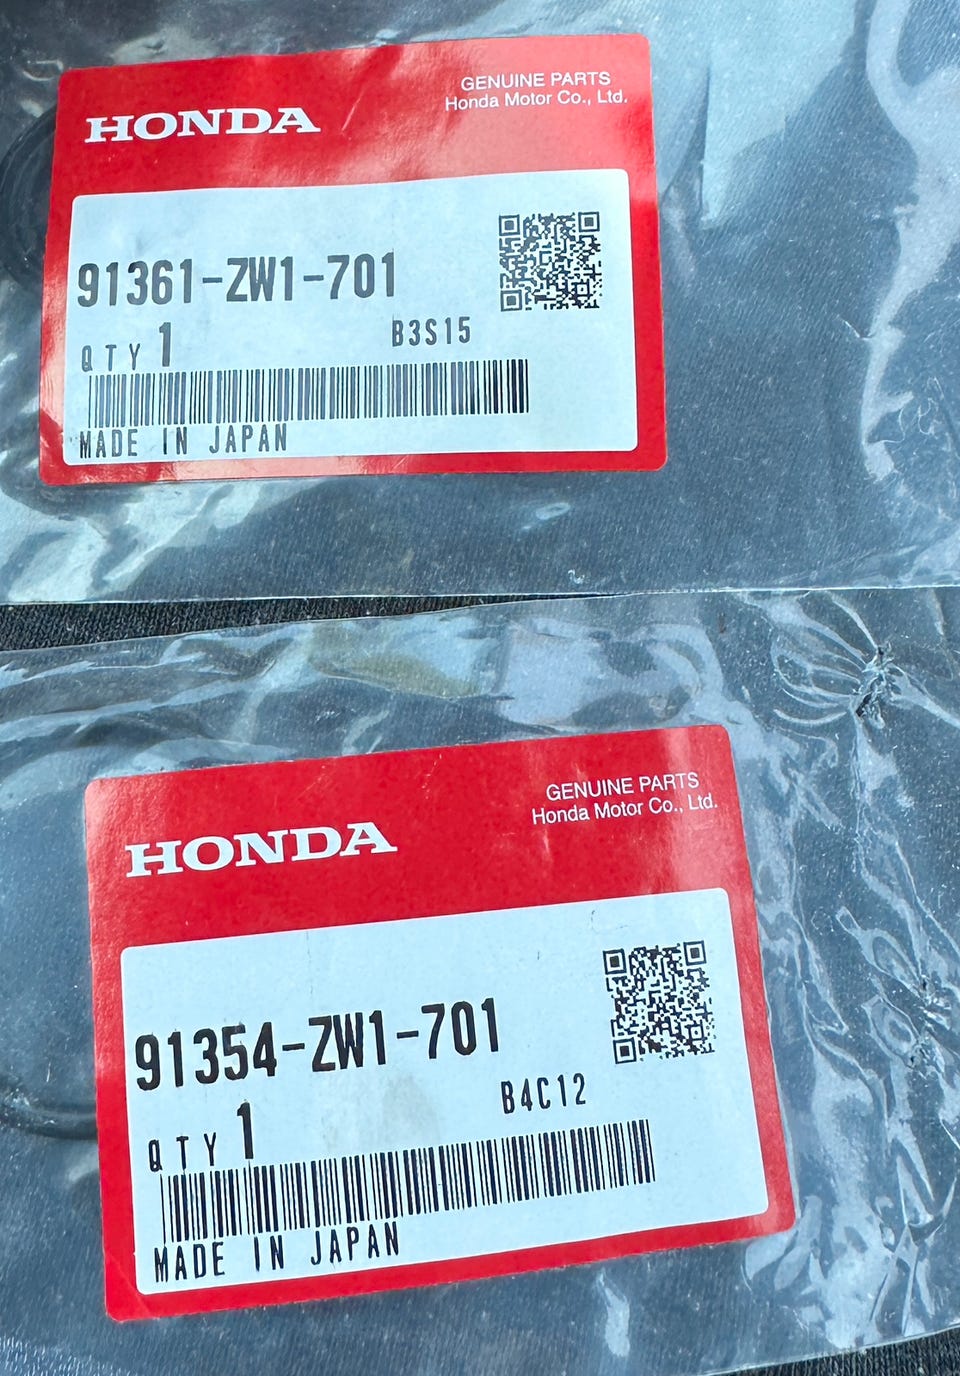 HONDA
GENUINE PARTS
Honda Motor Co., Ltd.
91361-ZW1-701
QTY 1
B3S15
MADE IN JAPAN
HONDA
GENUINE PARTS
Honda Motor Co., Ltd.
91354-ZW1-701
QTY 1
B4C12
MADE IN JAPAN